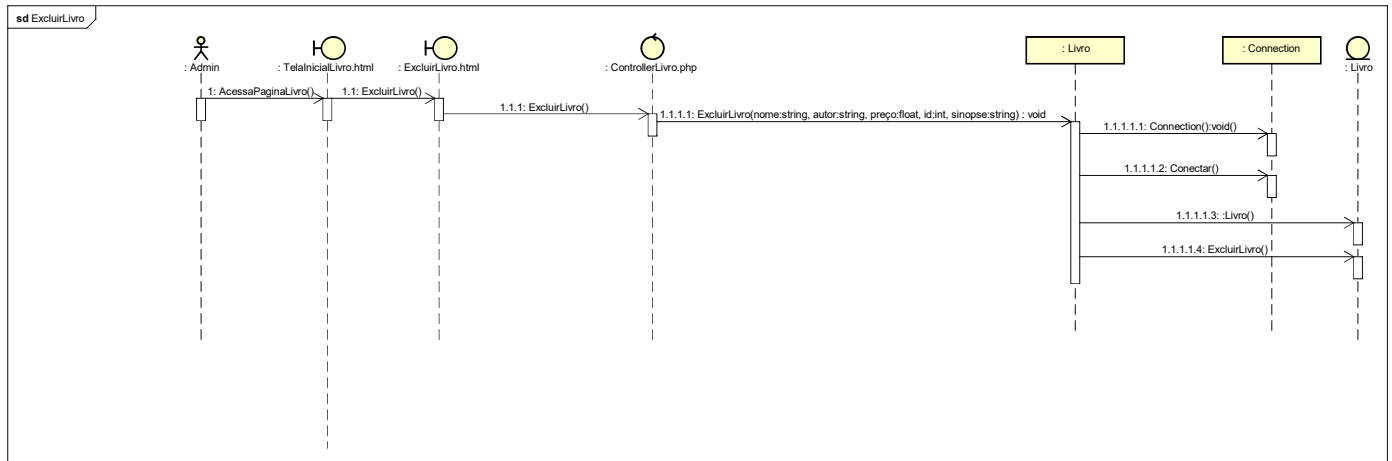 sd ExcluirLivro
: Admin
: TelaInicialLivro.html
: ExcluirLivro.html
: ControllerLivro.php
: Livro
: Connection
: Livro
1: AcessaPaginaLivro()
1.1: ExcluirLivro()
1.1.1: ExcluirLivro()
1.1.1.1: ExcluirLivro(nome:string, autor:string, preço:float, id:int, sinopse:string) : void
1.1.1.1.1: Connection():void()
1.1.1.1.2: Conectar()
1.1.1.1.3: :Livro()
1.1.1.1.4: ExcluirLivro()